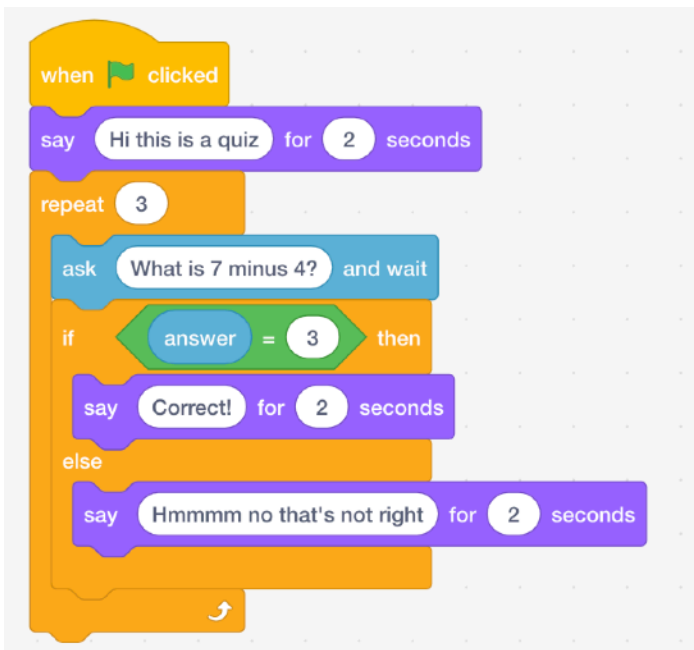 when clicked
say Hi this is a quiz for 2 seconds
repeat 3
ask What is 7 minus 4? and wait
if answer = 3 then
say Correct! for 2 seconds
else
say Hmmmm no that's not right for 2 seconds